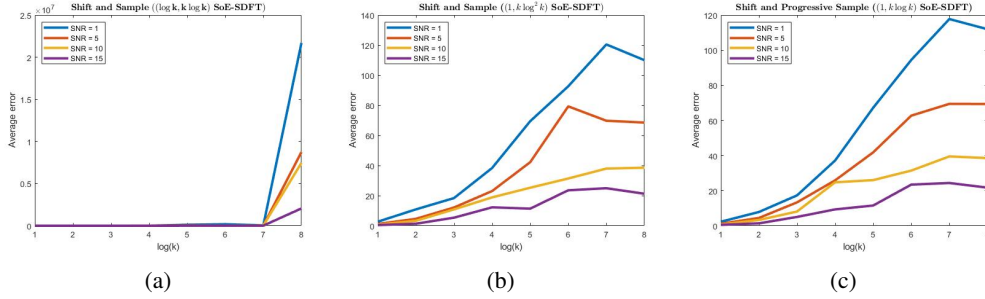 Shift and Sample ((log k, k log k) SoE-SDFT)
×10^7
SNR = 1
SNR = 5
SNR = 10
SNR = 15
2.5
2
1.5
1
0.5
0
Average error
1 2 3 4 5 6 7 8
log(k)
(a)
Shift and Sample ((1, k log² k) SoE-SDFT)
SNR = 1
SNR = 5
SNR = 10
SNR = 15
140
120
100
80
60
40
20
0
Average error
1 2 3 4 5 6 7 8
log(k)
(b)
Shift and Progressive Sample ((1, k log k) SoE-SDFT)
SNR = 1
SNR = 5
SNR = 10
SNR = 15
120
100
80
60
40
20
0
Average error
1 2 3 4 5 6 7 8
log(k)
(c)